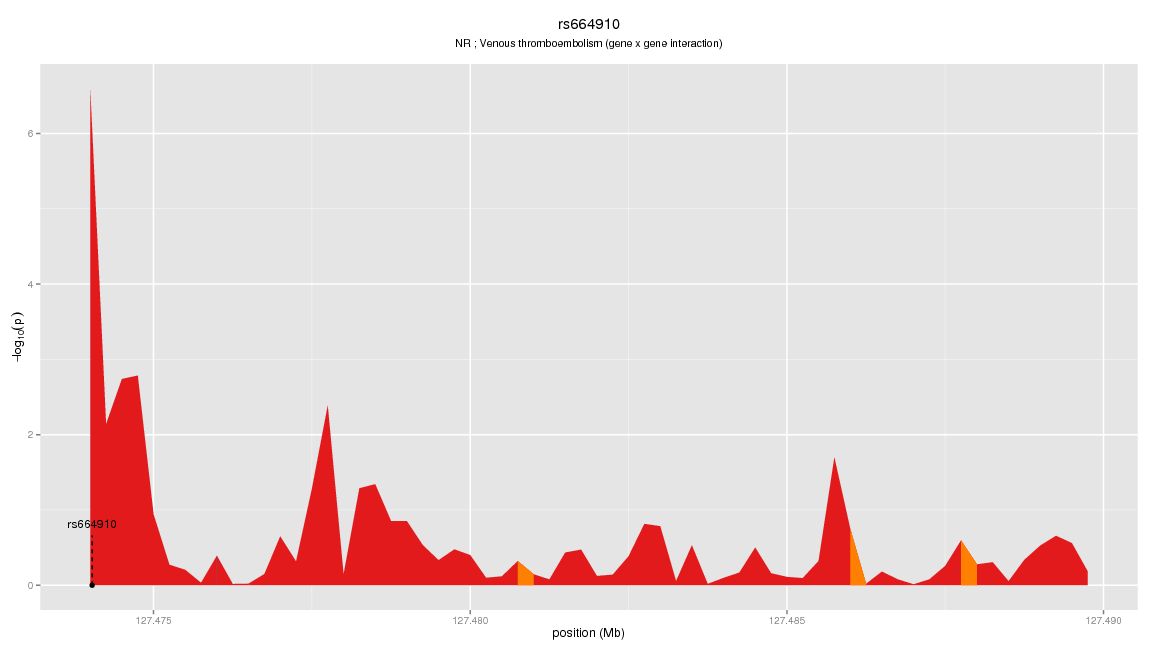 rs664910
NR ; Venous thromboembolism (gene x gene interaction)
6
4
2
0
−log10(p)
rs664910
127.475 127.480 127.485 127.490
position (Mb)